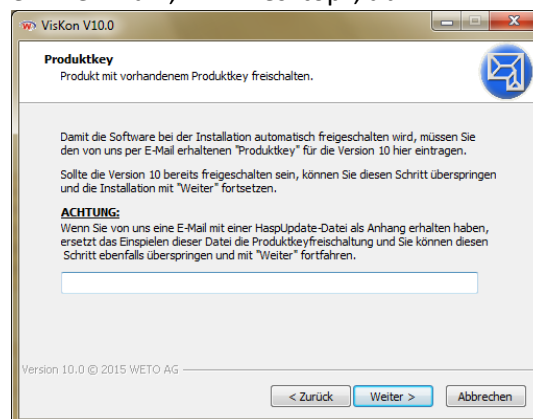 VisKon V10.0
Produktkey
Produkt mit vorhandenem Produktkey freischalten.
Damit die Software bei der Installation automatisch freigeschalten wird, müssen Sie
den von uns per E-Mail erhaltenen "Produktkey" für die Version 10 hier eintragen.
Sollte die Version 10 bereits freigeschalten sein, können Sie diesen Schritt überspringen
und die Installation mit "Weiter" fortsetzen.
ACHTUNG:
Wenn Sie von uns eine E-Mail mit einer HaspUpdate-Datei als Anhang erhalten haben,
ersetzt das Einspielen dieser Datei die Produktkeyfreischaltung und Sie können diesen
Schritt ebenfalls überspringen und mit "Weiter" fortfahren.
Version 10.0 © 2015 WETO AG
< Zurück Weiter > Abbrechen